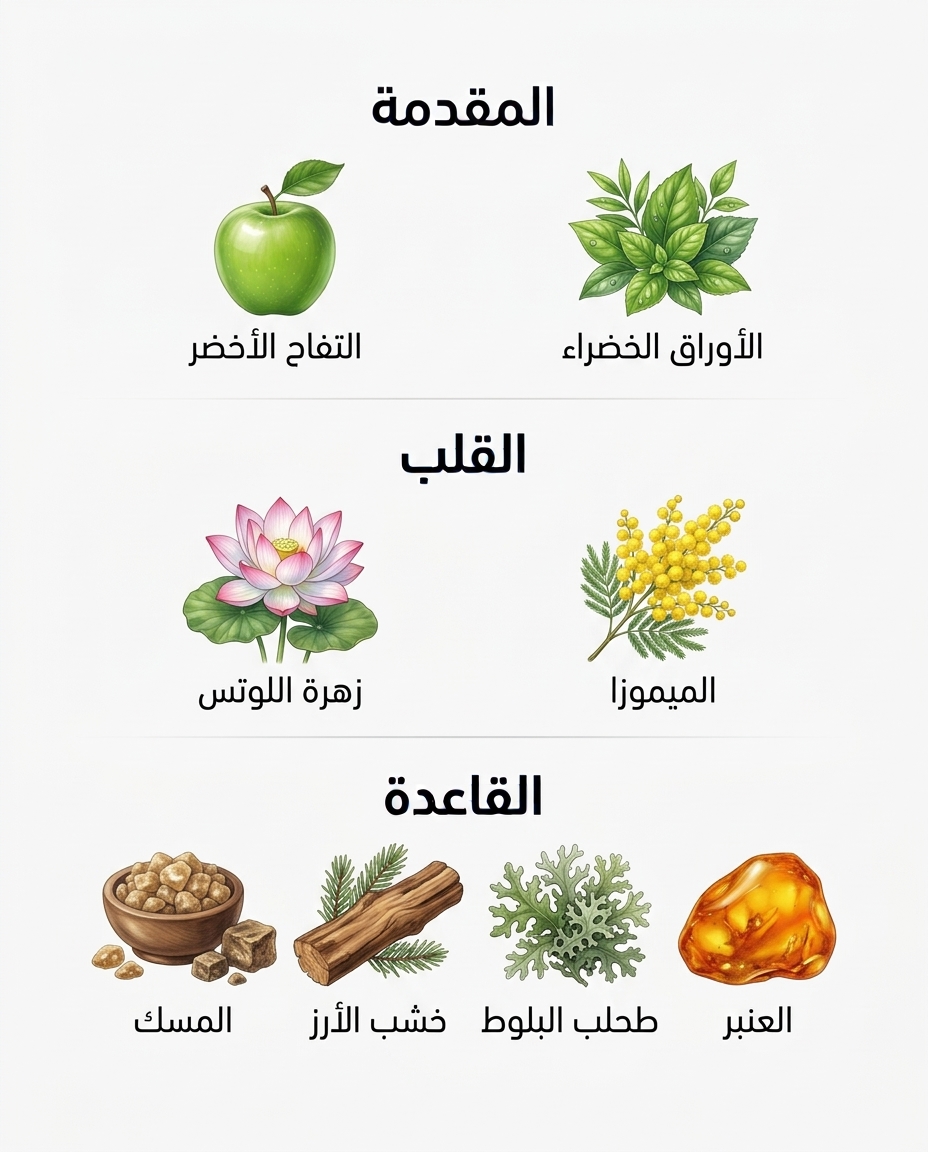 المقدمة
الأوراق الخضراء
التفاح الأخضر
القلب
الميموزا
زهرة اللوتس
القاعدة
العنبر
طحلب البلوط
خشب الأرز
المسك